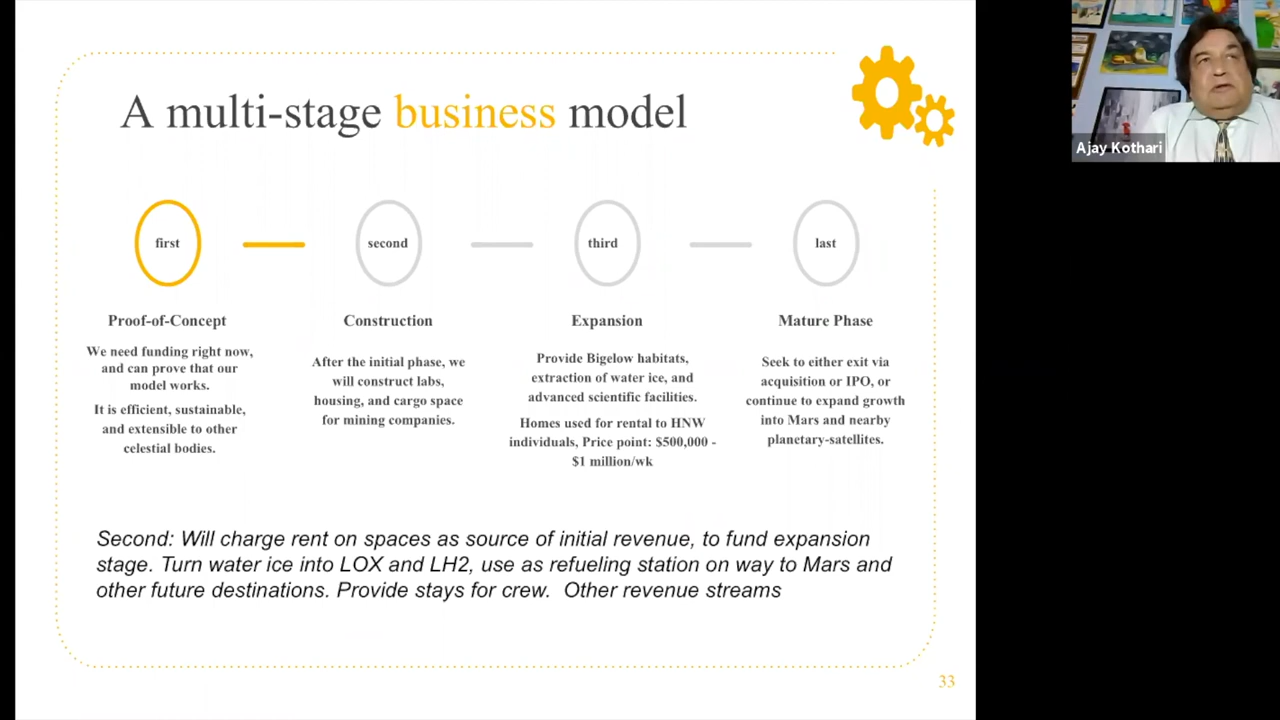 A multi-stage business model
first
second
third
last
Proof-of-Concept
We need funding right now,
and can prove that our
model works.
It is efficient, sustainable,
and extensible to other
celestial bodies.
Construction
After the initial phase, we
will construct labs,
housing, and cargo space
for mining companies.
Expansion
Provide Bigelow habitats,
extraction of water ice, and
advanced scientific facilities.
Homes used for rental to HNW
individuals, Price point: $500,000 -
$1 million/wk
Mature Phase
Seek to either exit via
acquisition or IPO, or
continue to expand growth
into Mars and nearby
planetary-satellites.
Second: Will charge rent on spaces as source of initial revenue, to fund expansion
stage. Turn water ice into LOX and LH2, use as refueling station on way to Mars and
other future destinations. Provide stays for crew. Other revenue streams
33
Ajay Kothari